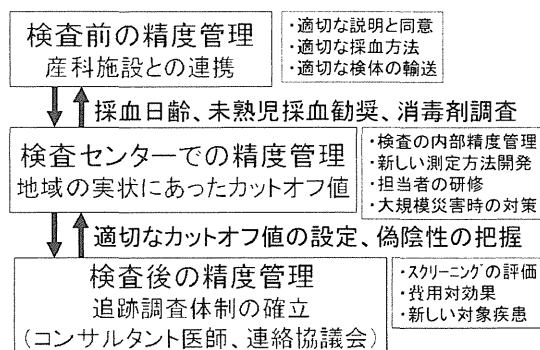 検査前の精度管理
産科施設との連携
・適切な説明と同意
・適切な採血方法
・適切な検体の輸送
採血日齢、未熟児採血勧奨、消毒剤調査
検査センターでの精度管理
地域の実状にあったカットオフ値
・検査の内部精度管理
・新しい測定方法開発
・担当者の研修
・大規模災害時の対策
適切なカットオフ値の設定、偽陰性の把握
検査後の精度管理
追跡調査体制の確立
(コンサルタント医師、連絡協議会)
・スクリーニングの評価
・費用対効果
・新しい対象疾患